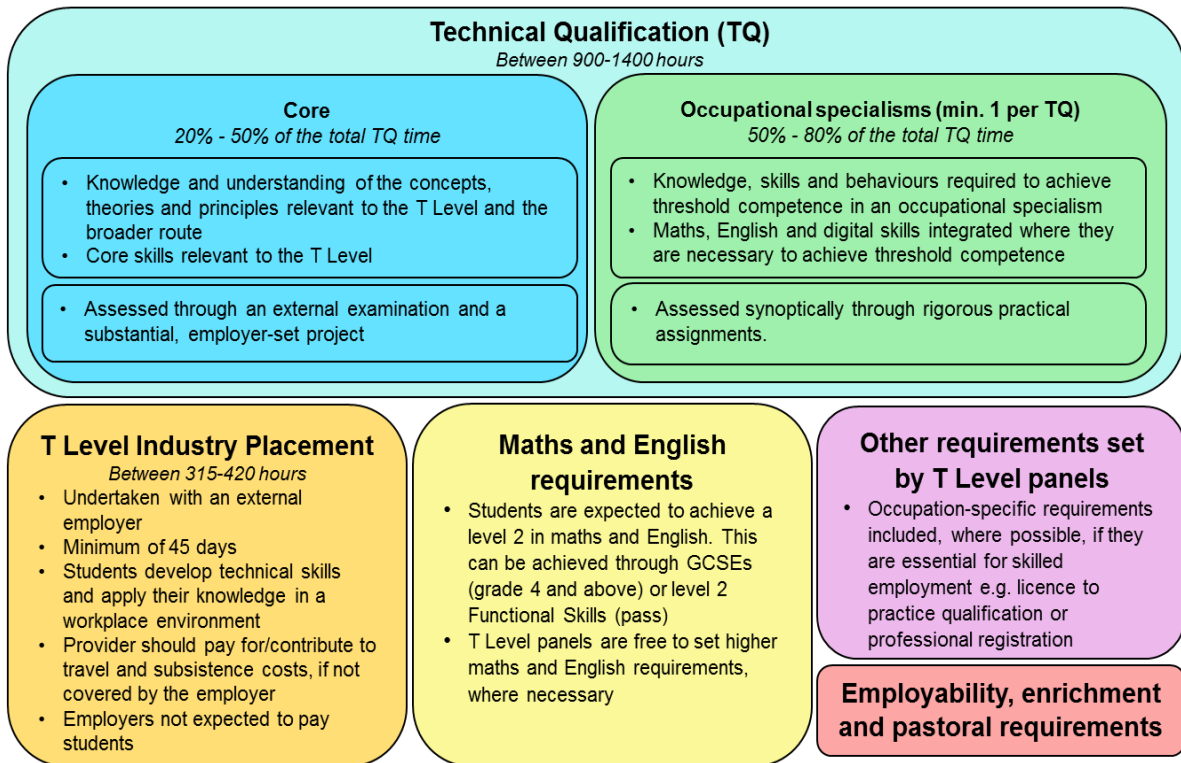 Technical Qualification (TQ)
Between 900-1400 hours
Core
20% - 50% of the total TQ time
• Knowledge and understanding of the concepts,
theories and principles relevant to the T Level and the
broader route
• Core skills relevant to the T Level
• Assessed through an external examination and a
substantial, employer-set project
Occupational specialisms (min. 1 per TQ)
50% - 80% of the total TQ time
• Knowledge, skills and behaviours required to achieve
threshold competence in an occupational specialism
• Maths, English and digital skills integrated where they
are necessary to achieve threshold competence
• Assessed synoptically through rigorous practical
assignments.
T Level Industry Placement
Between 315-420 hours
• Undertaken with an external
employer
• Minimum of 45 days
• Students develop technical skills
and apply their knowledge in a
workplace environment
• Provider should pay for/contribute to
travel and subsistence costs, if not
covered by the employer
• Employers not expected to pay
students
Maths and English
requirements
• Students are expected to achieve a
level 2 in maths and English. This
can be achieved through GCSEs
(grade 4 and above) or level 2
Functional Skills (pass)
• T Level panels are free to set higher
maths and English requirements,
where necessary
Other requirements set
by T Level panels
• Occupation-specific requirements
included, where possible, if they
are essential for skilled
employment e.g. licence to
practice qualification or
professional registration
Employability, enrichment
and pastoral requirements